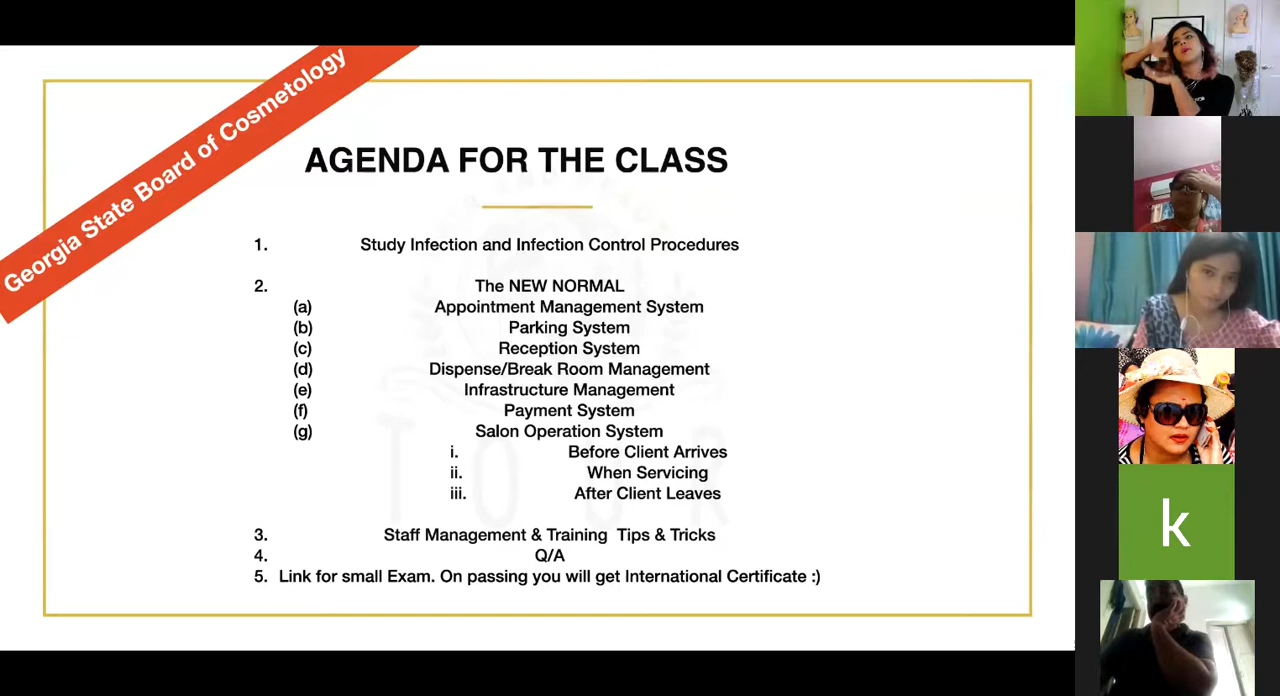 Georgia State Board of Cosmetology
AGENDA FOR THE CLASS
1. Study Infection and Infection Control Procedures
2. The NEW NORMAL
(a) Appointment Management System
(b) Parking System
(c) Reception System
(d) Dispense/Break Room Management
(e) Infrastructure Management
(f) Payment System
(g) Salon Operation System
i. Before Client Arrives
ii. When Servicing
iii. After Client Leaves
3. Staff Management & Training Tips & Tricks
4. Q/A
5. Link for small Exam. On passing you will get International Certificate :)
k